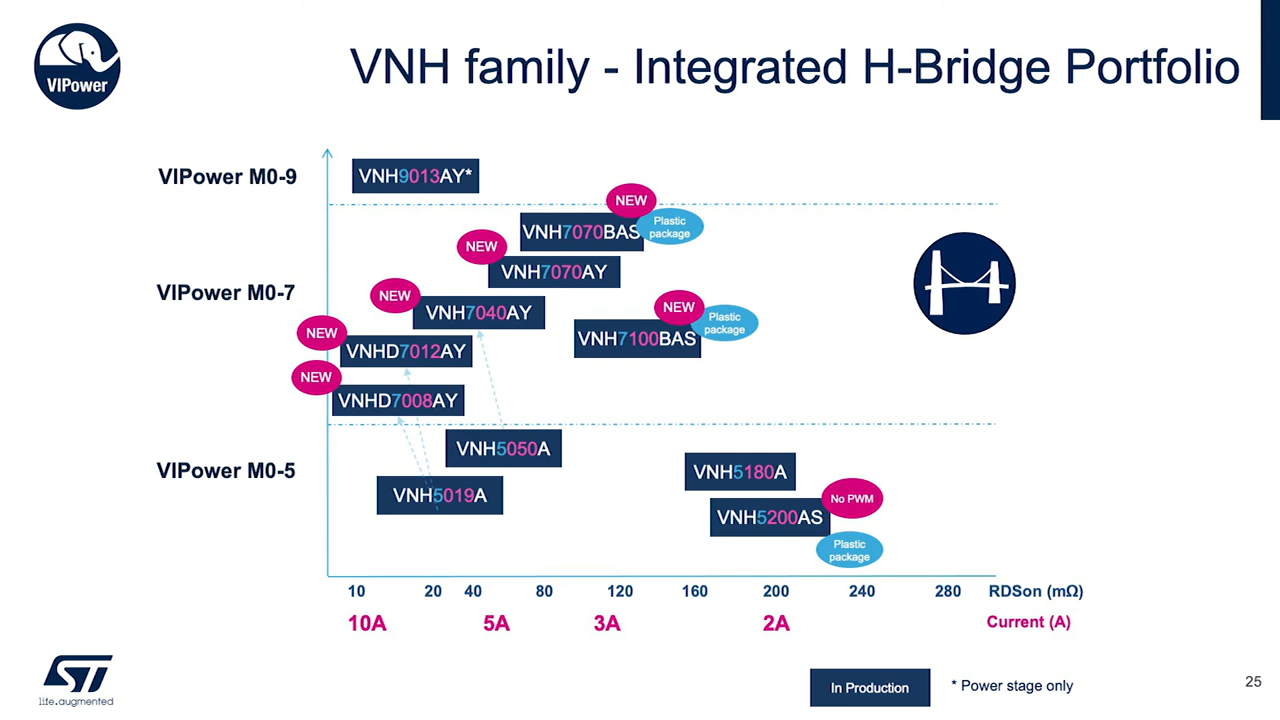 VIPower
VNH family - Integrated H-Bridge Portfolio
VIPower M0-9
VNH9013AY*
NEW
VNH7070BAS
Plastic
package
NEW
VNH7070AY
VIPower M0-7
NEW
VNH7040AY
NEW
VNH7100BAS
Plastic
package
NEW
VNHD7012AY
NEW
VNHD7008AY
VIPower M0-5
VNH5050A
VNH5180A
VNH5019A
No PWM
VNH5200AS
Plastic
package
10 20 40 80 120 160 200 240 280 RDSon (mΩ)
10A 5A 3A 2A Current (A)
ST
life.augmented
In Production
* Power stage only
25